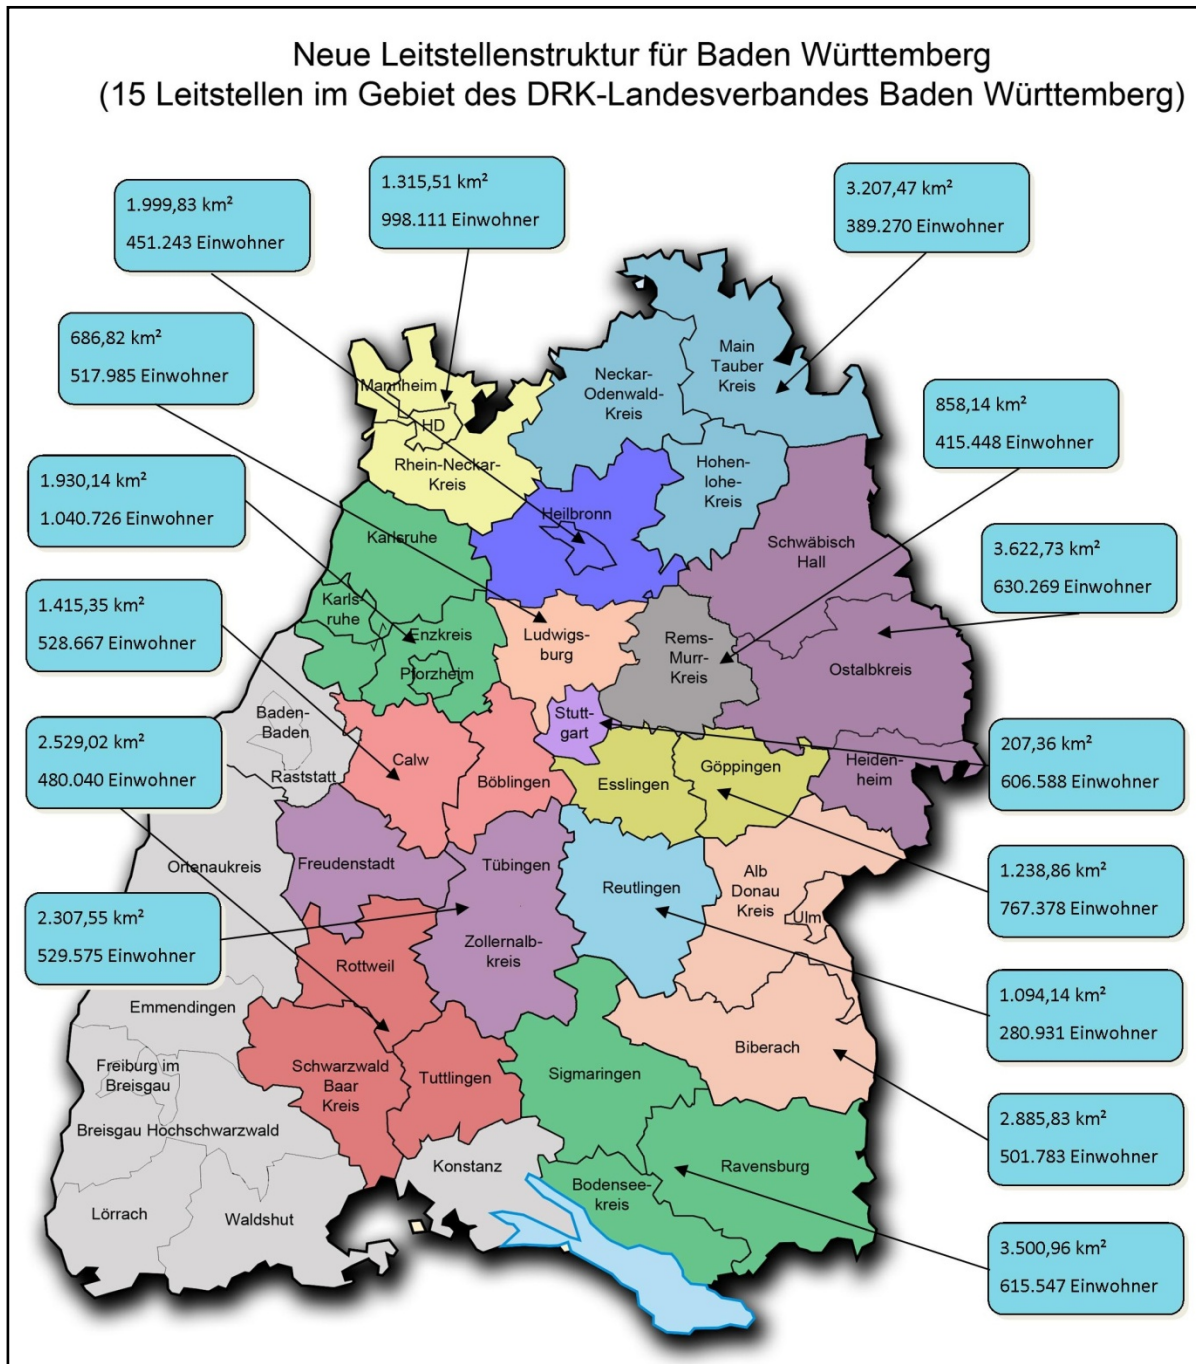 Neue Leitstellenstruktur für Baden Württemberg
(15 Leitstellen im Gebiet des DRK-Landesverbandes Baden Württemberg)
1.999,83 km²
451.243 Einwohner
1.315,51 km²
998.111 Einwohner
3.207,47 km²
389.270 Einwohner
686,82 km²
517.985 Einwohner
858,14 km²
415.448 Einwohner
1.930,14 km²
1.040.726 Einwohner
3.622,73 km²
630.269 Einwohner
1.415,35 km²
528.667 Einwohner
2.529,02 km²
480.040 Einwohner
207,36 km²
606.588 Einwohner
2.307,55 km²
529.575 Einwohner
1.238,86 km²
767.378 Einwohner
1.094,14 km²
280.931 Einwohner
2.885,83 km²
501.783 Einwohner
3.500,96 km²
615.547 Einwohner
Main
Tauber
Kreis
Neckar-
Odenwald-
Kreis
Mannheim
HD
Rhein-Neckar-
Kreis
Hohen-
lohe-
Kreis
Heilbronn
Karlsruhe
Schwäbisch
Hall
Karls-
ruhe
Enzkreis
Pforzheim
Ludwigs-
burg
Rems-
Murr-
Kreis
Ostalbkreis
Baden-
Baden
Raststatt
Stutt-
gart
Calw
Böblingen
Esslingen
Göppingen
Heiden-
heim
Ortenaukreis
Freudenstadt
Tübingen
Reutlingen
Alb
Donau
Kreis
Ulm
Zollernalb-
kreis
Rottweil
Emmendingen
Freiburg im
Breisgau
Schwarzwald
Baar
Kreis
Tuttlingen
Sigmaringen
Biberach
Breisgau Hochschwarzwald
Konstanz
Bodensee-
kreis
Ravensburg
Lörrach
Waldshut